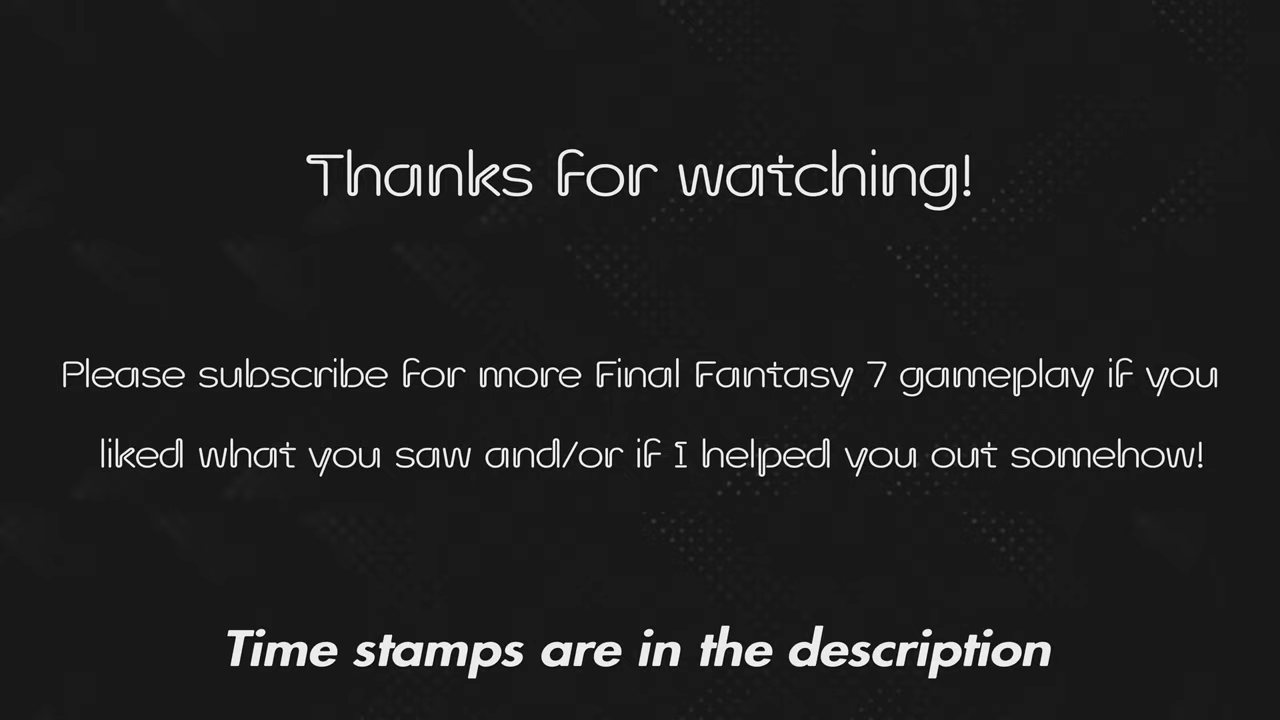 Thanks for watching!
Please subscribe for more Final Fantasy 7 gameplay if you
liked what you saw and/or if I helped you out somehow!
Time stamps are in the description